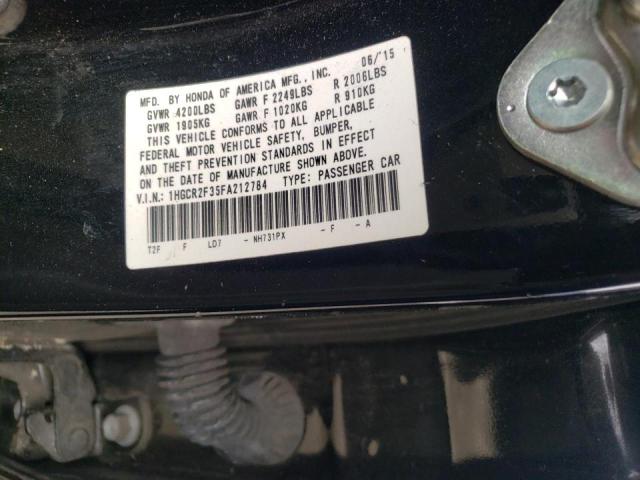 MFD. BY HONDA OF AMERICA MFG., INC. 06/'15
GVWR 4200LBS GAWR F 2249LBS R 2006LBS
GVWR 1905KG GAWR F 1020KG R 910KG
THIS VEHICLE CONFORMS TO ALL APPLICABLE
FEDERAL MOTOR VEHICLE SAFETY, BUMPER,
AND THEFT PREVENTION STANDARDS IN EFFECT
ON THE DATE OF MANUFACTURE SHOWN ABOVE.
V.I.N.: 1HGCR2F35FA212784 TYPE: PASSENGER CAR
T2F F LD7 - NH731PX - F - A